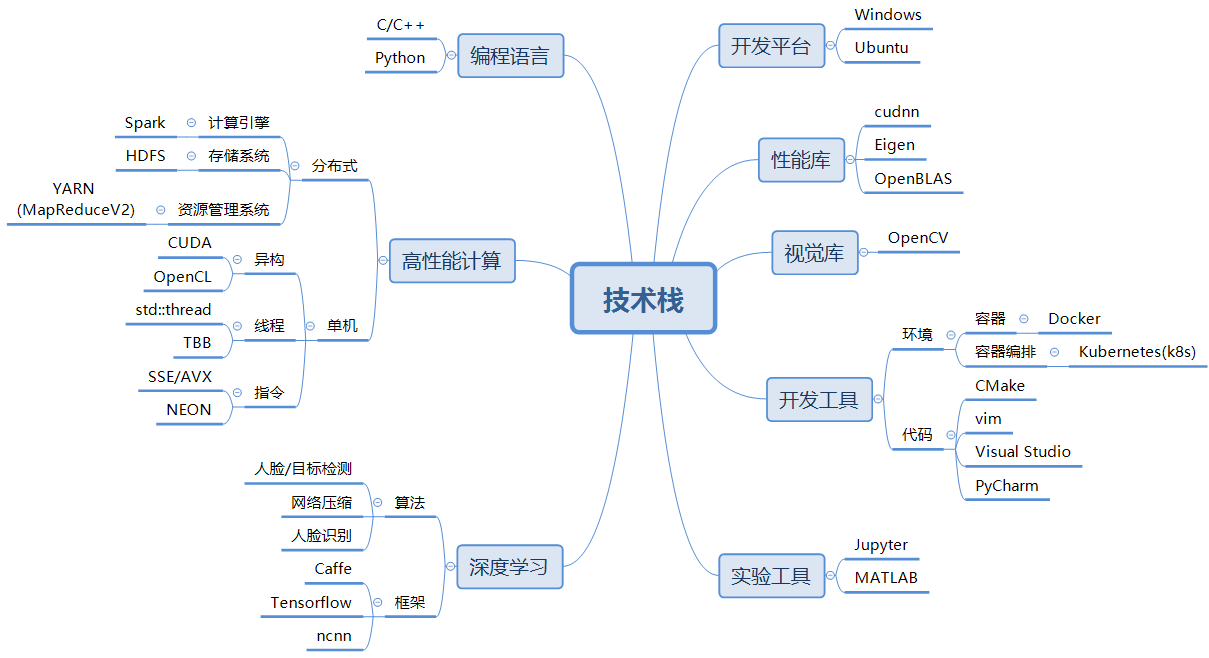 技术栈
编程语言
C/C++
Python
高性能计算
分布式
计算引擎
Spark
存储系统
HDFS
资源管理系统
YARN
(MapReduceV2)
单机
异构
CUDA
OpenCL
线程
std::thread
TBB
指令
SSE/AVX
NEON
深度学习
算法
人脸/目标检测
网络压缩
人脸识别
框架
Caffe
Tensorflow
ncnn
开发平台
Windows
Ubuntu
性能库
cudnn
Eigen
OpenBLAS
视觉库
OpenCV
开发工具
环境
容器
Docker
容器编排
Kubernetes(k8s)
代码
CMake
vim
Visual Studio
PyCharm
实验工具
Jupyter
MATLAB